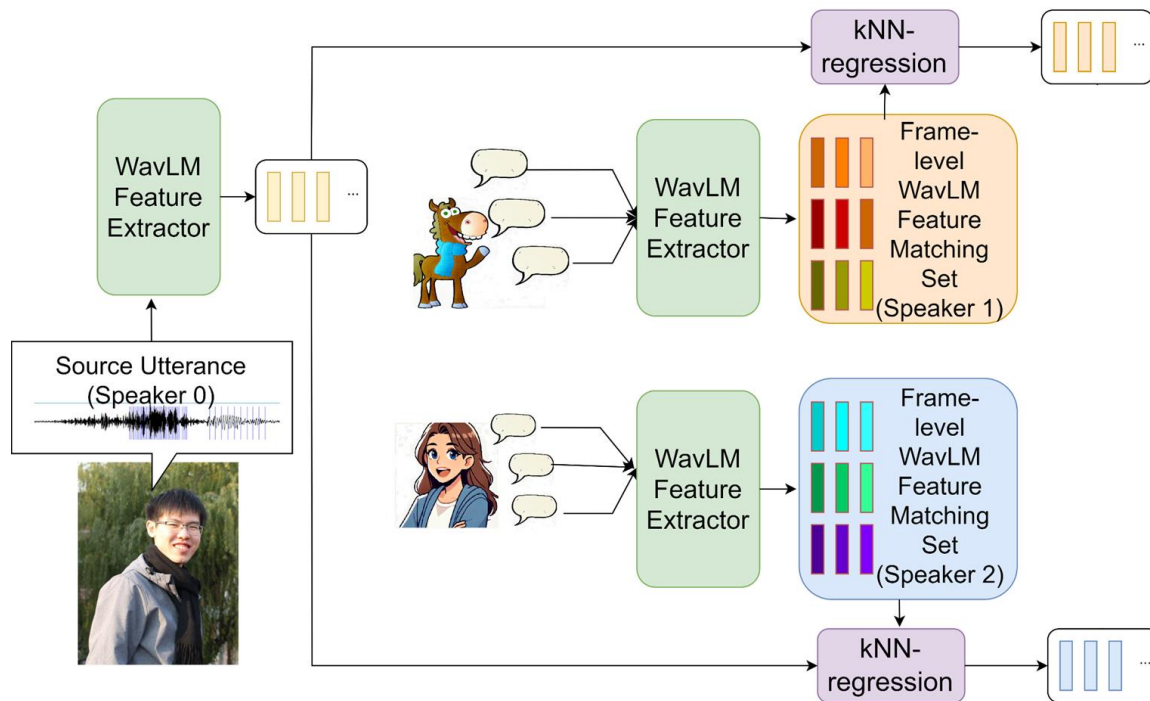 WavLM
Feature
Extractor
...
Source Utterance
(Speaker 0)
kNN-
regression
...
WavLM
Feature
Extractor
Frame-
level
WavLM
Feature
Matching
Set
(Speaker 1)
WavLM
Feature
Extractor
Frame-
level
WavLM
Feature
Matching
Set
(Speaker 2)
kNN-
regression
...